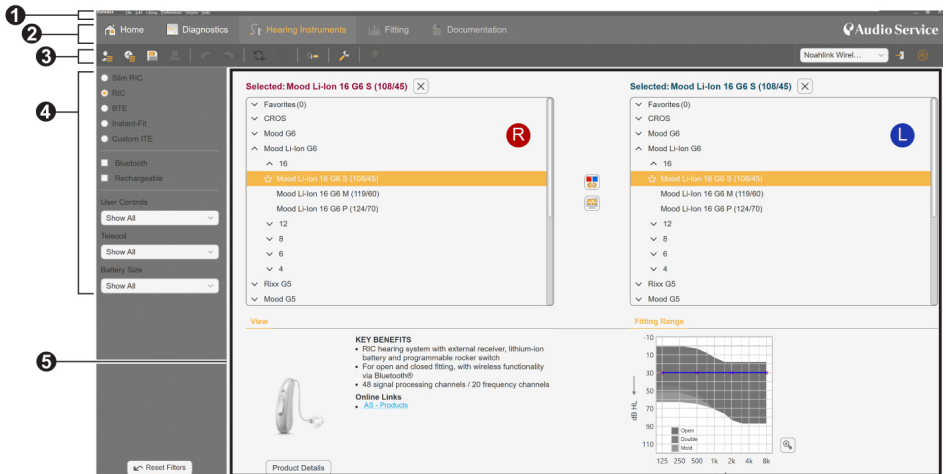 1
Connexx File Edit Fitting Preferences Window Help
2
Home Diagnostics Hearing Instruments Fitting Documentation Audio Service
3
Noahlink Wirel...
4
Slim RIC
RIC
BTE
Instant-Fit
Custom ITE
Bluetooth
Rechargeable
User Controls
Show All
Telecoil
Show All
Battery Size
Show All
5
Reset Filters
Selected: Mood Li-Ion 16 G6 S (108/45)
Favorites (0)
CROS
Mood G6
Mood Li-Ion G6
16
Mood Li-Ion 16 G6 S (108/45)
Mood Li-Ion 16 G6 M (119/60)
Mood Li-Ion 16 G6 P (124/70)
12
8
6
4
Rixx G5
Mood G5
R
Selected: Mood Li-Ion 16 G6 S (108/45)
Favorites (0)
CROS
Mood G6
Mood Li-Ion G6
16
Mood Li-Ion 16 G6 S (108/45)
Mood Li-Ion 16 G6 M (119/60)
Mood Li-Ion 16 G6 P (124/70)
12
8
6
4
Rixx G5
Mood G5
L
View
KEY BENEFITS
• RIC hearing system with external receiver, lithium-ion
battery and programmable rocker switch
• For open and closed fitting, with wireless functionality
via Bluetooth®
• 48 signal processing channels / 20 frequency channels
Online Links
• AS - Products
Product Details
Fitting Range
-10
10
30
50
70
90
110
dB HL
Open
Double
Mold
125 250 500 1k 2k 4k 8k